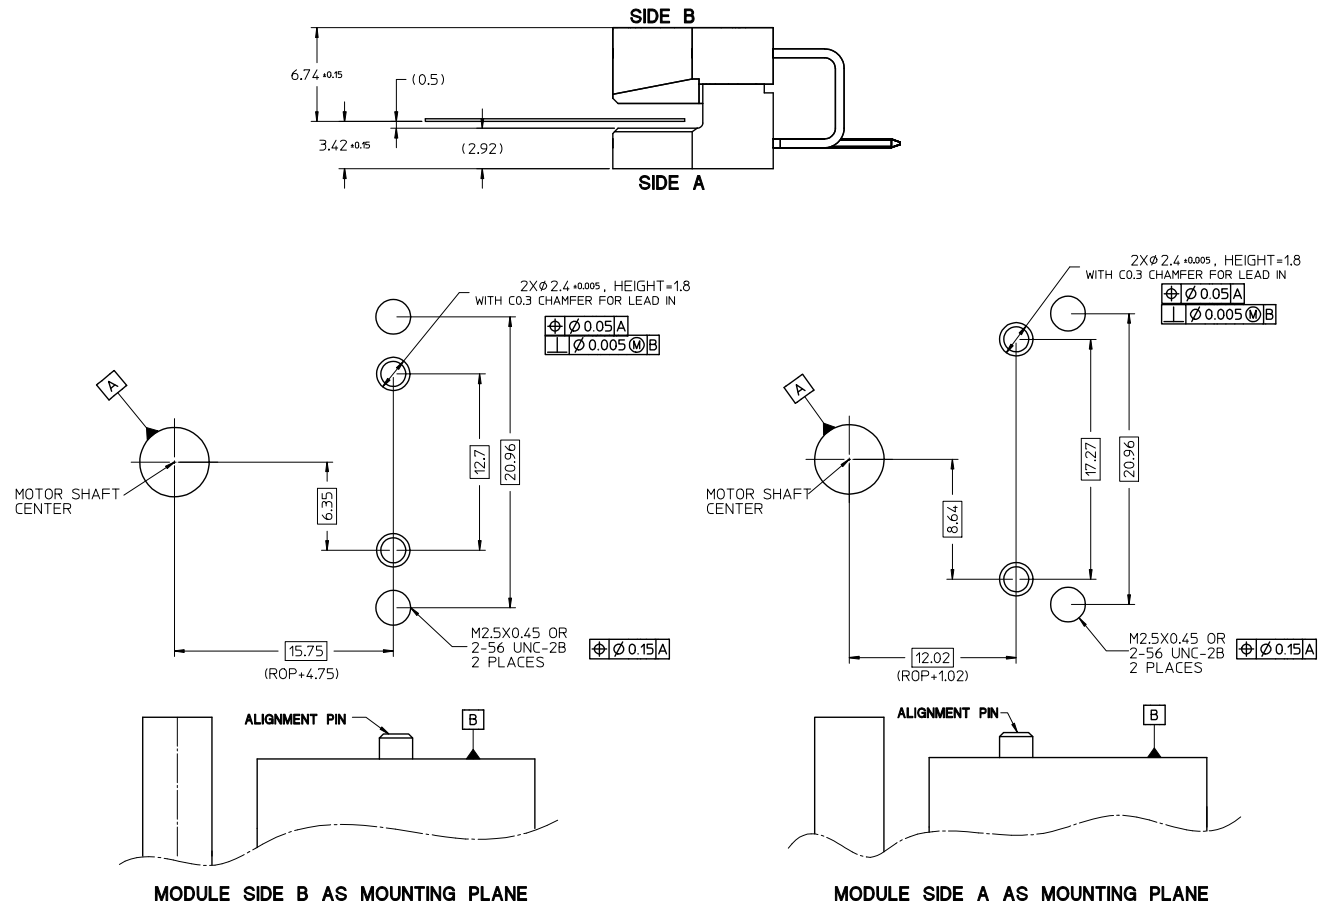 SIDE B
6.74 ±0.15
(0.5)
3.42 ±0.15
(2.92)
SIDE A
2XØ2.4 ±0.005, HEIGHT=1.8
WITH C0.3 CHAMFER FOR LEAD IN
⌖ Ø 0.05 A
⊥ Ø 0.005 Ⓜ B
A
MOTOR SHAFT
CENTER
6.35
12.7
20.96
15.75
(ROP+4.75)
M2.5X0.45 OR
2-56 UNC-2B
2 PLACES
⌖ Ø 0.15 A
2XØ2.4 ±0.005, HEIGHT=1.8
WITH C0.3 CHAMFER FOR LEAD IN
⌖ Ø 0.05 A
⊥ Ø 0.005 Ⓜ B
A
MOTOR SHAFT
CENTER
8.64
17.27
20.96
12.02
(ROP+1.02)
M2.5X0.45 OR
2-56 UNC-2B
2 PLACES
⌖ Ø 0.15 A
ALIGNMENT PIN
B
MODULE SIDE B AS MOUNTING PLANE
ALIGNMENT PIN
B
MODULE SIDE A AS MOUNTING PLANE